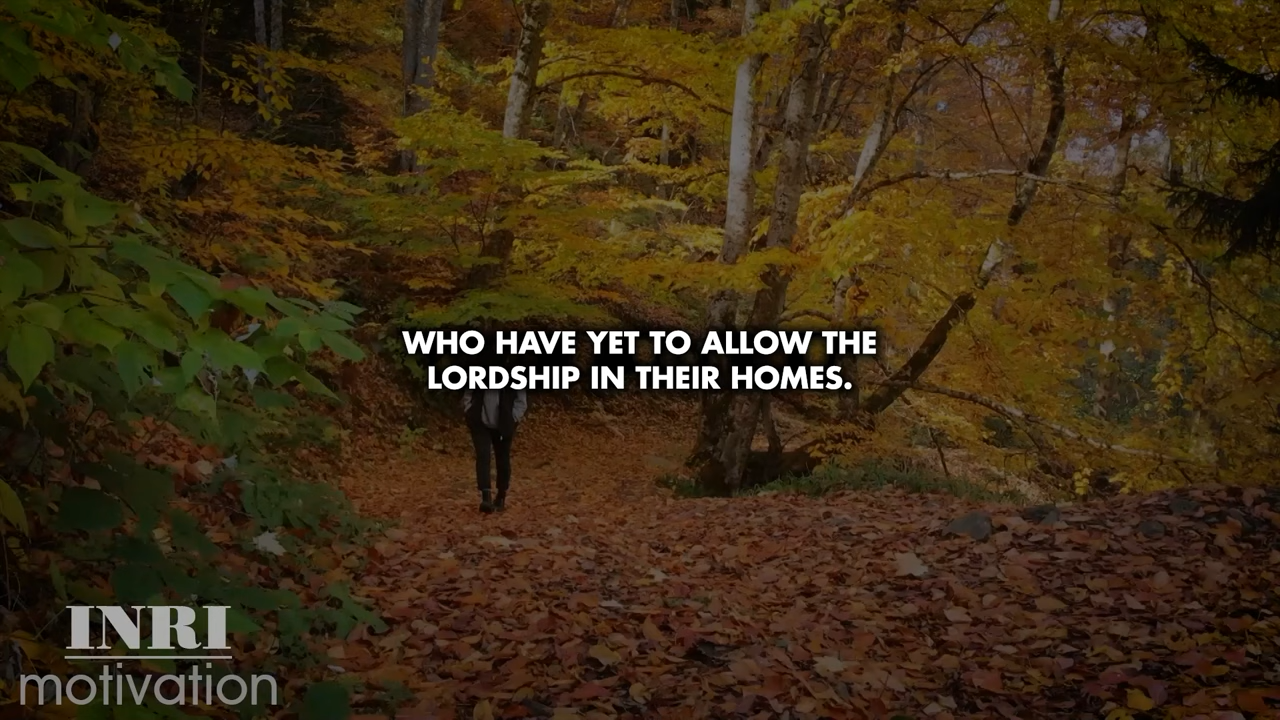 WHO HAVE YET TO ALLOW THE
LORDSHIP IN THEIR HOMES.
INRI
motivation